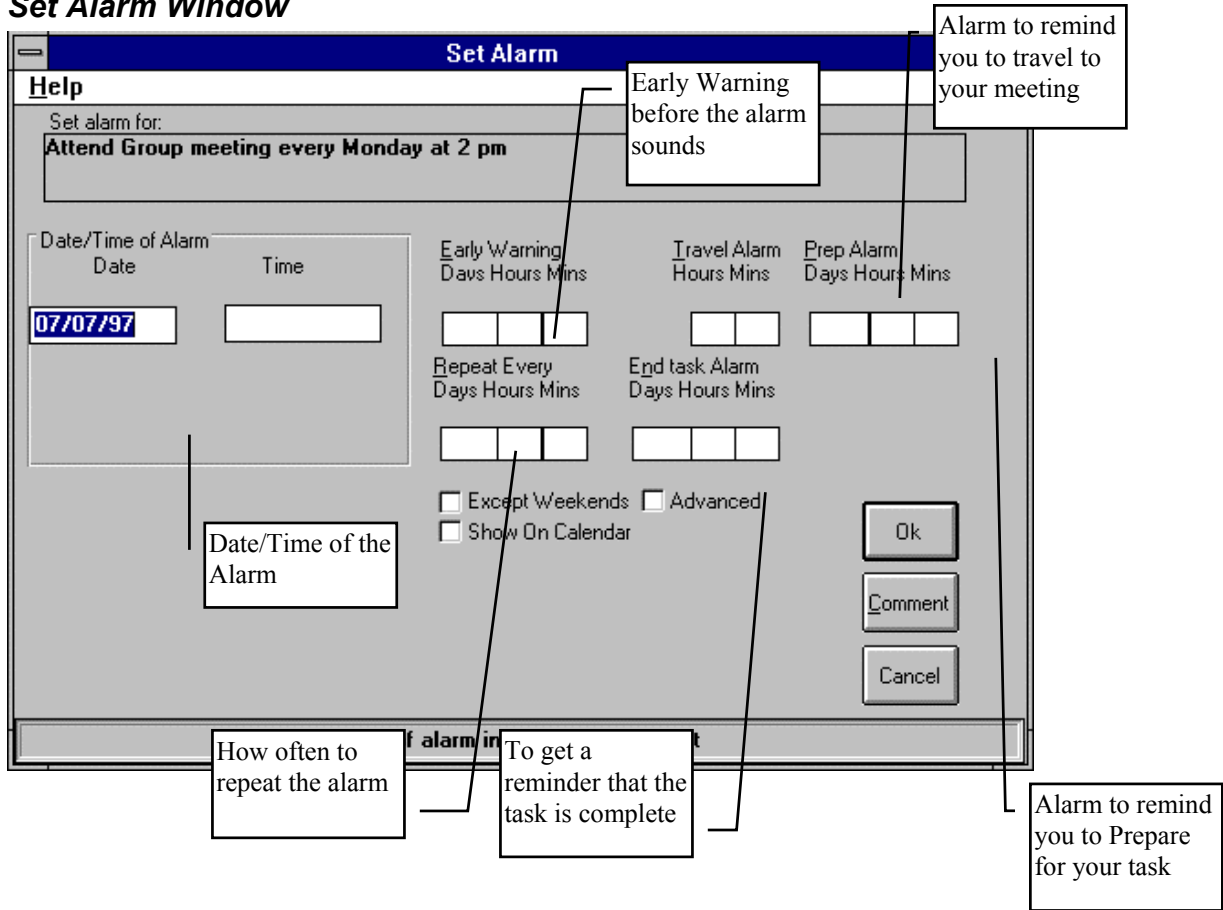 Set Alarm Window
Set Alarm
Help
Set alarm for:
Attend Group meeting every Monday at 2 pm
Alarm to remind
you to travel to
your meeting
Early Warning
before the alarm
sounds
Date/Time of Alarm
Date Time
07/07/97
Early Warning
Days Hours Mins
Travel Alarm
Hours Mins
Prep Alarm
Days Hours Mins
Repeat Every
Days Hours Mins
End task Alarm
Days Hours Mins
Except Weekends
Advanced
Show On Calendar
Ok
Comment
Cancel
Date/Time of the
Alarm
alarm in
How often to
repeat the alarm
To get a
reminder that the
task is complete
Alarm to remind
you to Prepare
for your task